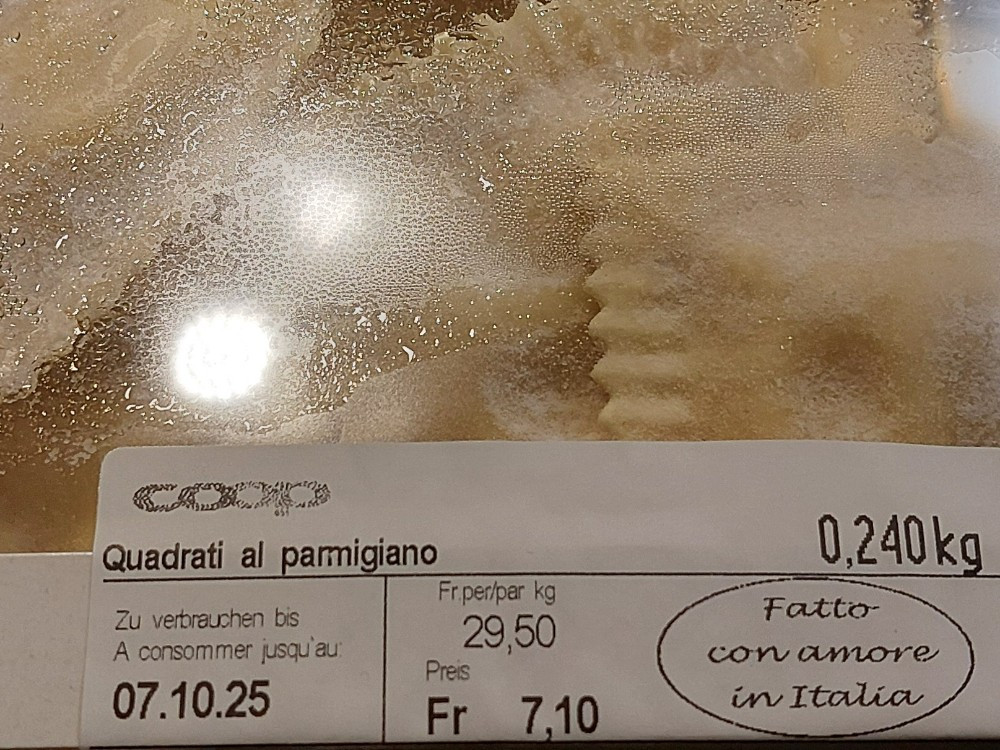 coop
Quadrati al parmigiano
0,240kg
Zu verbrauchen bis
A consommer jusqu'au:
07.10.25
Fr.per/par kg
29,50
Preis
Fr 7,10
Fatto
con amore
in Italia